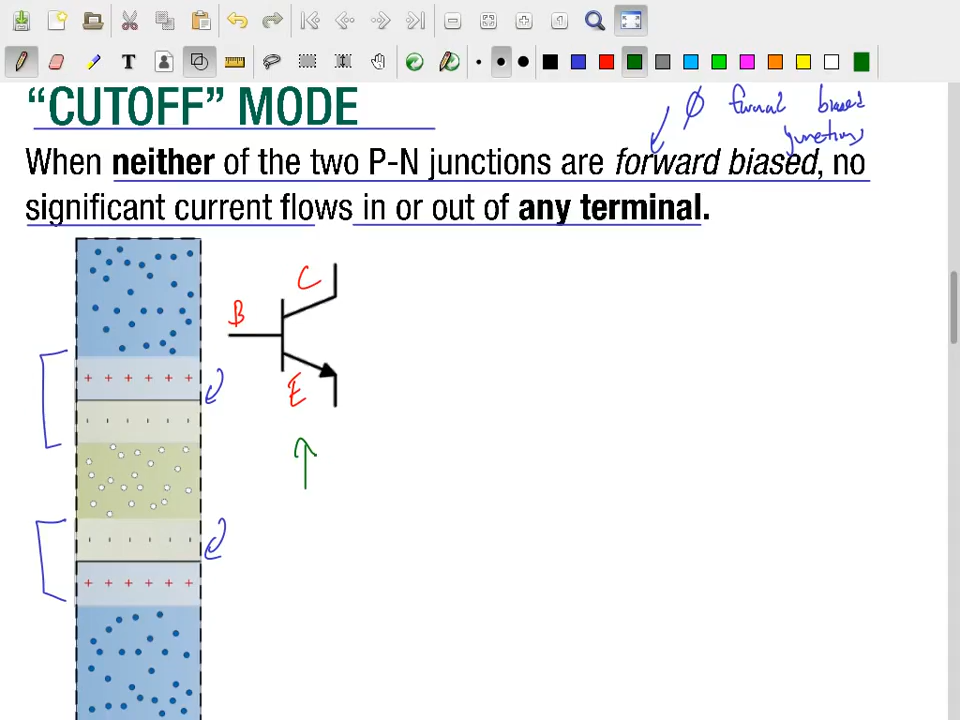 “CUTOFF” MODE
∅ forward biased
junctions
When neither of the two P-N junctions are forward biased, no
significant current flows in or out of any terminal.
C
B
E
+ + + + + +
- - - - - -
- - - - - -
+ + + + + +